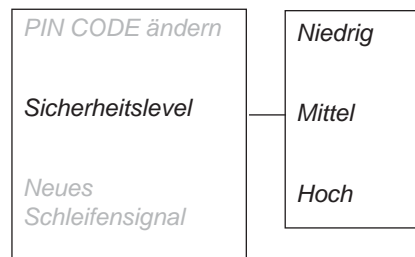 PIN CODE ändern
Sicherheitslevel
Neues
Schleifensignal
Niedrig
Mittel
Hoch